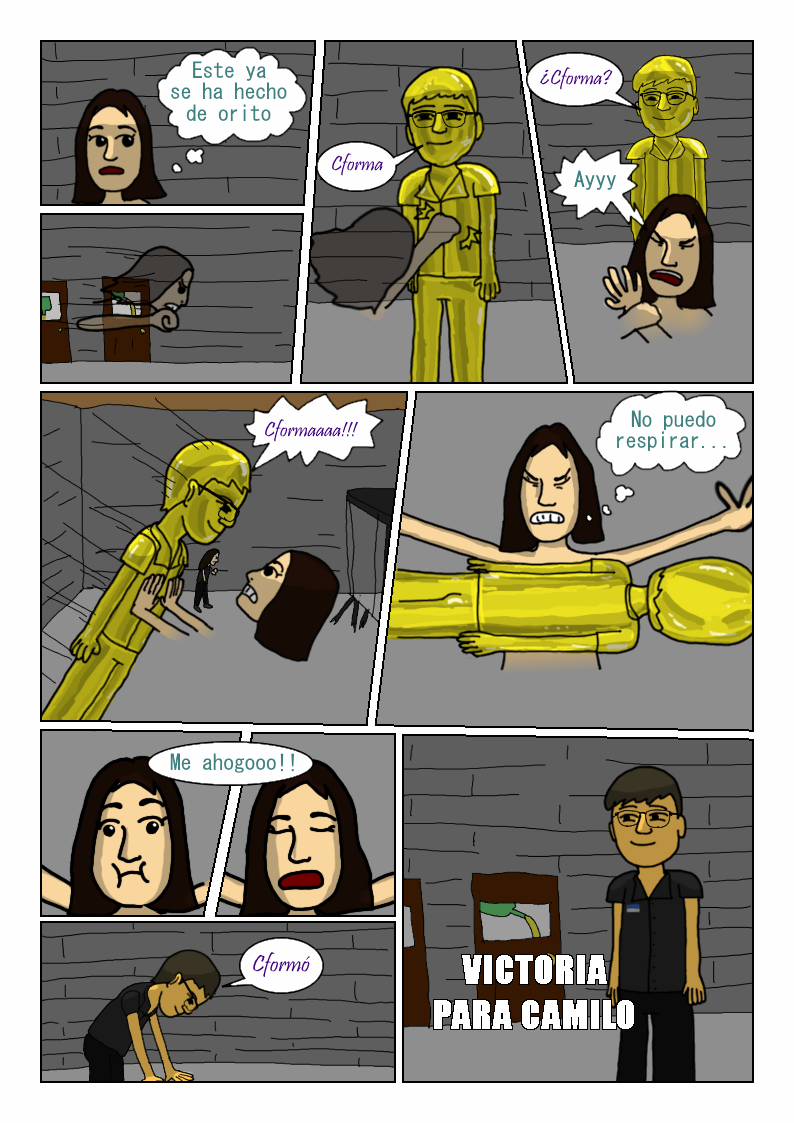 Este ya
se ha hecho
de orito
Cforma
¿Cforma?
Ayyy
Cformaaaa!!!
No puedo
respirar...
Me ahogooo!!
Cformó
VICTORIA
PARA CAMILO